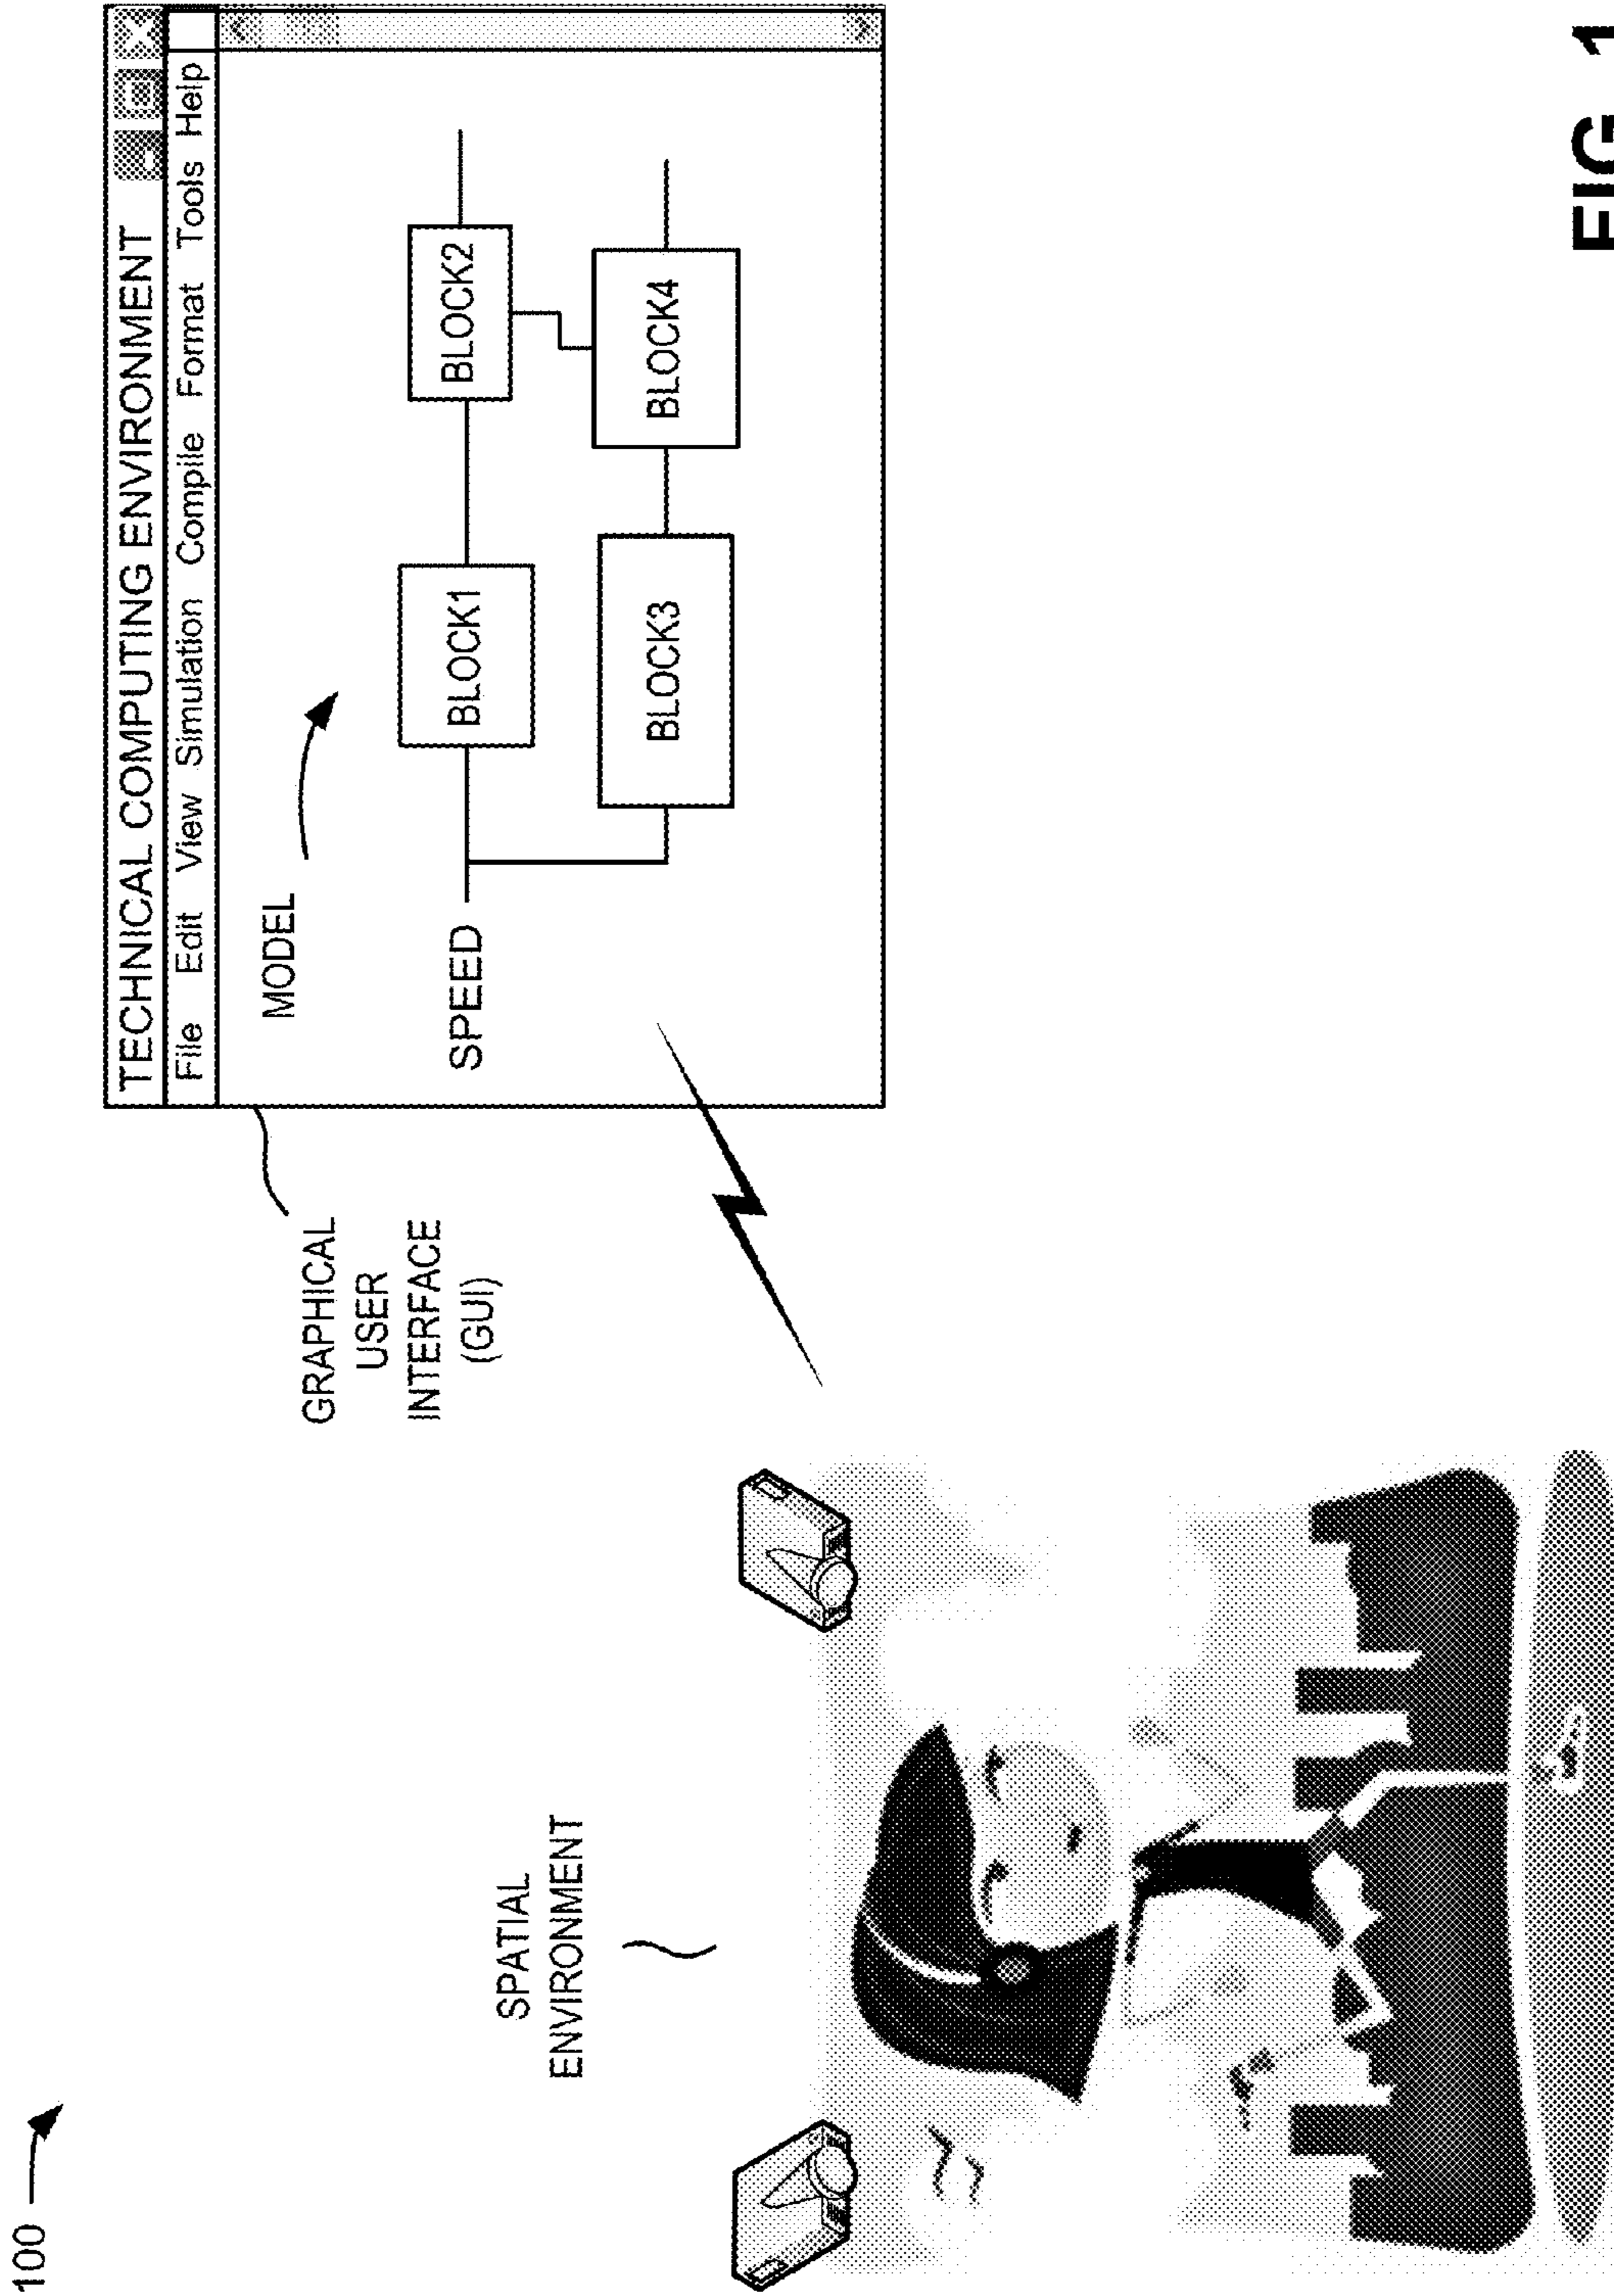 100
TECHNICAL COMPUTING ENVIRONMENT
File Edit View Simulation Compile Format Tools Help
MODEL
SPEED
BLOCK1
BLOCK2
BLOCK3
BLOCK4
GRAPHICAL
USER
INTERFACE
(GUI)
SPATIAL
ENVIRONMENT
FIG. 1